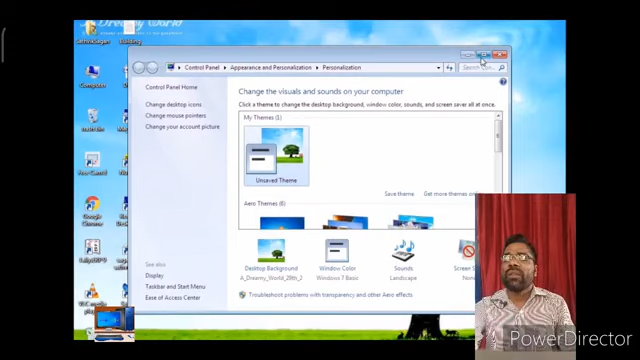 A Dreamy World
Control Panel
Appearance and Personalization
Personalization
Control Panel Home
Change desktop icons
Change mouse pointers
Change your account picture
See also
Display
Taskbar and Start Menu
Ease of Access Center
Change the visuals and sounds on your computer
Click a theme to change the desktop background, window color, sounds, and screen saver all at once.
My Themes (1)
Unsaved Theme
Save theme
Get more themes
Aero Themes (6)
Desktop Background
Window Color
Windows 7 Basic
Sounds
Landscape
None
Troubleshoot problems with transparency and other Aero effects
Computer
Google
Chrome
PowerDirector